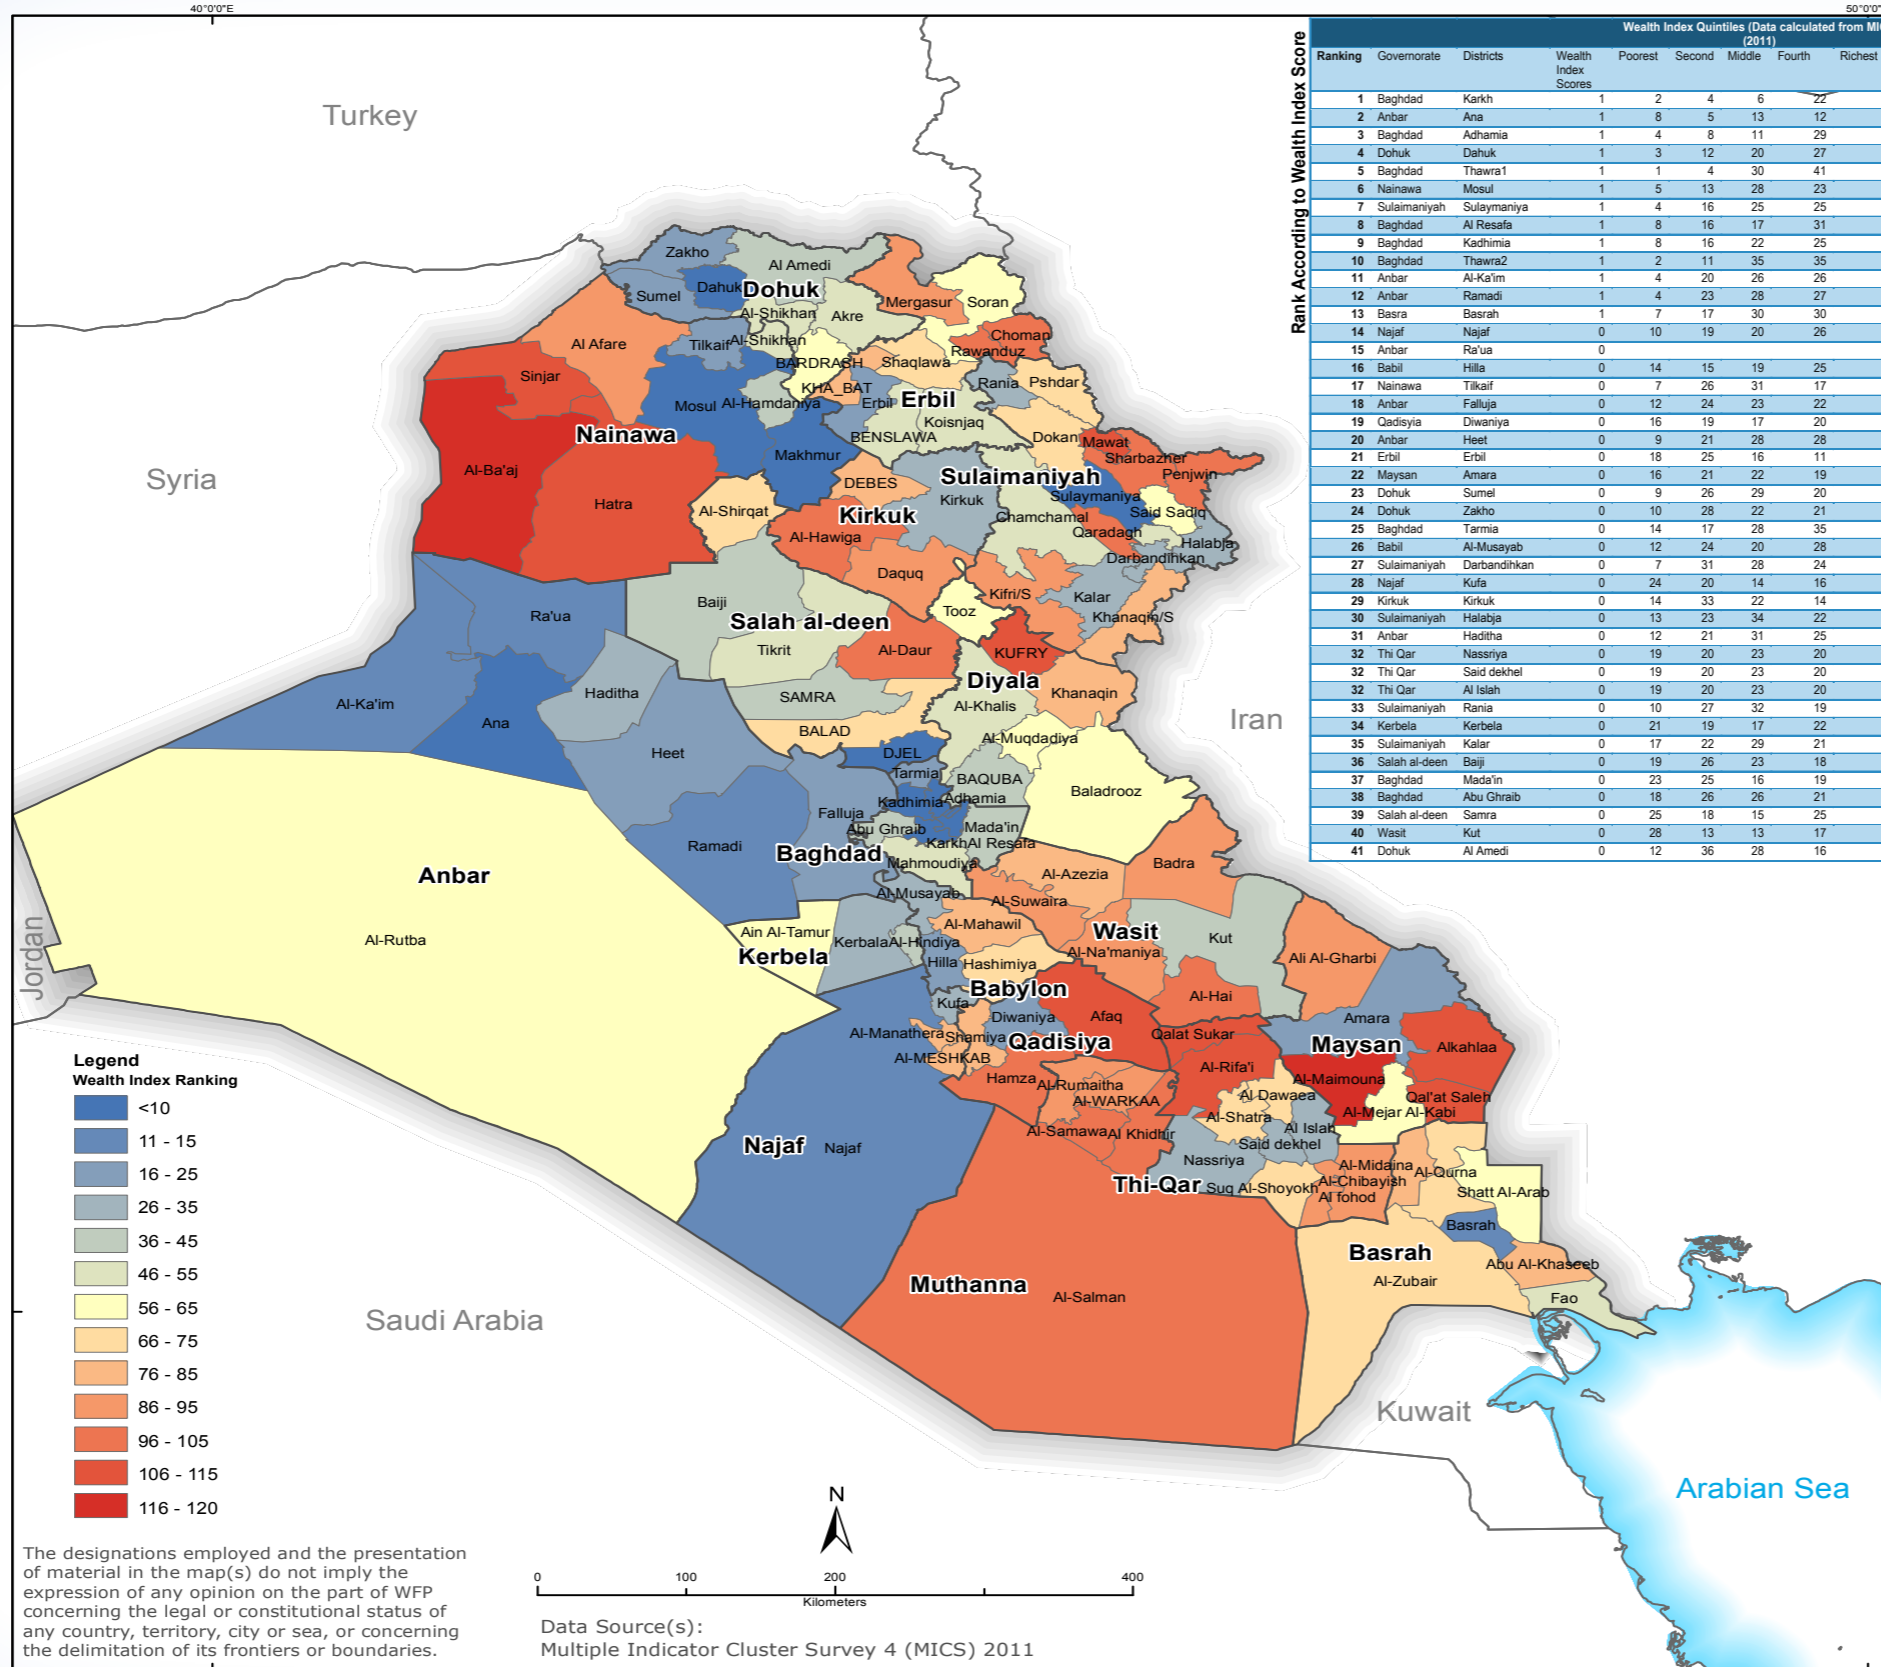 40°0'0"E
50°0'0"
Rank According to Wealth Index Score
Wealth Index Quintiles (Data calculated from MI
(2011)
Ranking Governorate Districts Wealth Index Scores Poorest Second Middle Fourth Richest
1 Baghdad Karkh 1 2 4 6 22
2 Anbar Ana 1 8 5 13 12
3 Baghdad Adhamia 1 4 8 11 29
4 Dohuk Dahuk 1 3 12 20 27
5 Baghdad Thawra1 1 1 4 30 41
6 Nainawa Mosul 1 5 13 28 23
7 Sulaimaniyah Sulaymaniya 1 4 16 25 25
8 Baghdad Al Resafa 1 8 16 17 31
9 Baghdad Kadhimia 1 8 16 22 25
10 Baghdad Thawra2 1 2 11 35 35
11 Anbar Al-Ka'im 1 4 20 26 26
12 Anbar Ramadi 1 4 23 28 27
13 Basra Basrah 1 7 17 30 30
14 Najaf Najaf 0 10 19 20 26
15 Anbar Ra'ua 0
16 Babil Hilla 0 14 15 19 25
17 Nainawa Tilkaif 0 7 26 31 17
18 Anbar Falluja 0 12 24 23 22
19 Qadisyia Diwaniya 0 16 19 17 20
20 Anbar Heet 0 9 21 28 28
21 Erbil Erbil 0 18 25 16 11
22 Maysan Amara 0 16 21 22 19
23 Dohuk Sumel 0 9 26 29 20
24 Dohuk Zakho 0 10 28 22 21
25 Baghdad Tarmia 0 14 17 28 35
26 Babil Al-Musayab 0 12 24 20 28
27 Sulaimaniyah Darbandihkan 0 7 31 28 24
28 Najaf Kufa 0 24 20 14 16
29 Kirkuk Kirkuk 0 14 33 22 14
30 Sulaimaniyah Halabja 0 13 23 34 22
31 Anbar Haditha 0 12 21 31 25
32 Thi Qar Nassriya 0 19 20 23 20
32 Thi Qar Said dekhel 0 19 20 23 20
32 Thi Qar Al Islah 0 19 20 23 20
33 Sulaimaniyah Rania 0 10 27 32 19
34 Kerbela Kerbela 0 21 19 17 22
35 Sulaimaniyah Kalar 0 17 22 29 21
36 Salah al-deen Baiji 0 19 26 23 18
37 Baghdad Mada'in 0 23 25 16 19
38 Baghdad Abu Ghraib 0 18 26 26 21
39 Salah al-deen Samra 0 25 18 15 25
40 Wasit Kut 0 28 13 13 17
41 Dohuk Al Amedi 0 12 36 28 16
Turkey
Syria
Jordan
Iran
Saudi Arabia
Kuwait
Arabian Sea
Zakho
Al Amedi
Sumel
Dahuk
Dohuk
Al-Shikhan
Akre
Mergasur
Soran
Al Afare
Tilkaif
Al-Shikhan
BARDRASH
Shaqlawa
Choman
Rawanduz
Sinjar
Mosul
Al-Hamdaniya
KHA_BAT
Erbil
Erbil
Rania
Pshdar
Koisnjaq
BENSLAWA
Dokan
Mawat
Sharbazher
Penjwin
Nainawa
Al-Ba'aj
Hatra
Makhmur
DEBES
Sulaimaniyah
Kirkuk
Sulaymaniya
Said Sadiq
Al-Shirqat
Kirkuk
Al-Hawiga
Chamchamal
Qaradagh
Halabja
Darbandihkan
Daquq
Kifri/S
Kalar
Khanaqin/S
Ra'ua
Baiji
Salah al-deen
Tooz
Tikrit
Al-Daur
KUFRY
Diyala
Khanaqin
Al-Ka'im
Ana
Haditha
SAMRA
Al-Khalis
Heet
BALAD
DJEL
Al-Muqdadiya
Tarmia
BAQUBA
Baladrooz
Kadhimia
Adhamia
Falluja
Abu Ghraib
Mada'in
Karkh
Al Resafa
Ramadi
Baghdad
Mahmoudiya
Badra
Anbar
Al-Azezia
Al-Musayab
Al-Suwaira
Al-Rutba
Ain Al-Tamur
Kerbela
Kerbala
Al-Hindiya
Al-Mahawil
Wasit
Al-Na'maniya
Kut
Ali Al-Gharbi
Hilla
Hashimiya
Babylon
Kufa
Diwaniya
Afaq
Al-Hai
Al-Manathera
Shamiya
Qadisiya
Qalat Sukar
Amara
Maysan
Alkahlaa
Al-MESHKAB
Hamza
Al-Rumaitha
Al-WARKAA
Al-Rifa'i
Al-Maimouna
Al Dawaea
Qal'at Saleh
Al-Mejar Al-Kabi
Al-Shatra
Al-Samawa
Al Khidhir
Al Islah
Said dekhel
Najaf
Najaf
Nassriya
Thi-Qar
Suq Al-Shoyokh
Al-Midaina
Al-Chibayish
Al fohod
Al-Qurna
Shatt Al-Arab
Basrah
Basrah
Abu Al-Khaseeb
Al-Zubair
Fao
Muthanna
Al-Salman
Legend
Wealth Index Ranking
<10
11 - 15
16 - 25
26 - 35
36 - 45
46 - 55
56 - 65
66 - 75
76 - 85
86 - 95
96 - 105
106 - 115
116 - 120
N
0 100 200 400
Kilometers
The designations employed and the presentation
of material in the map(s) do not imply the
expression of any opinion on the part of WFP
concerning the legal or constitutional status of
any country, territory, city or sea, or concerning
the delimitation of its frontiers or boundaries.
Data Source(s):
Multiple Indicator Cluster Survey 4 (MICS) 2011